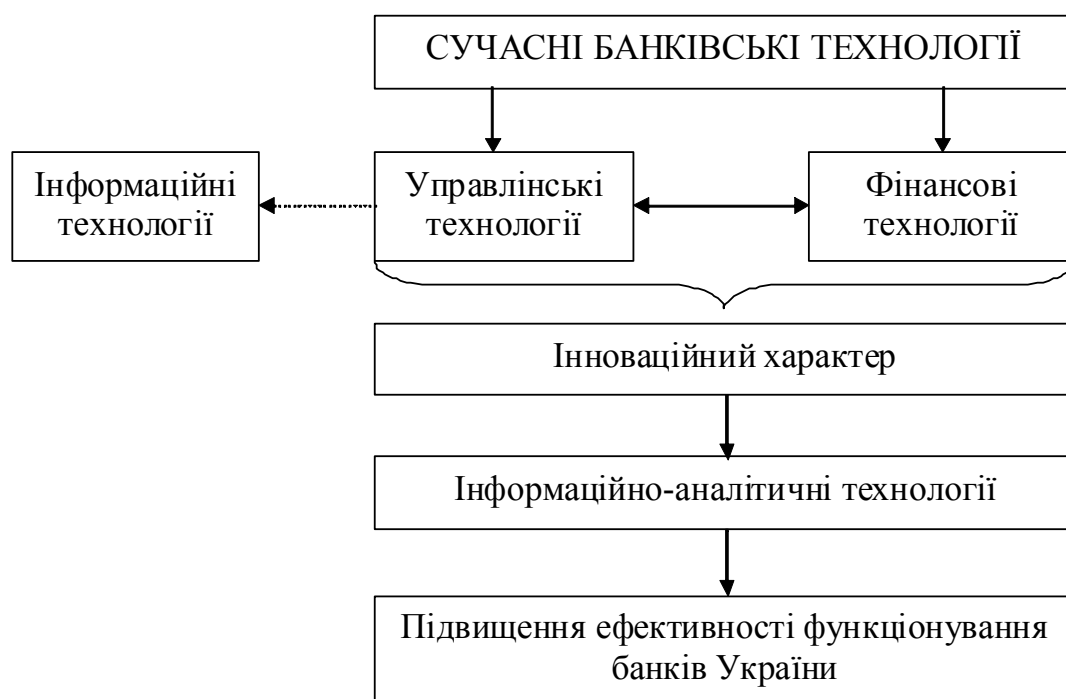 СУЧАСНІ БАНКІВСЬКІ ТЕХНОЛОГІЇ
Інформаційні
технології
Управлінські
технології
Фінансові
технології
Інноваційний характер
Інформаційно-аналітичні технології
Підвищення ефективності функціонування
банків України